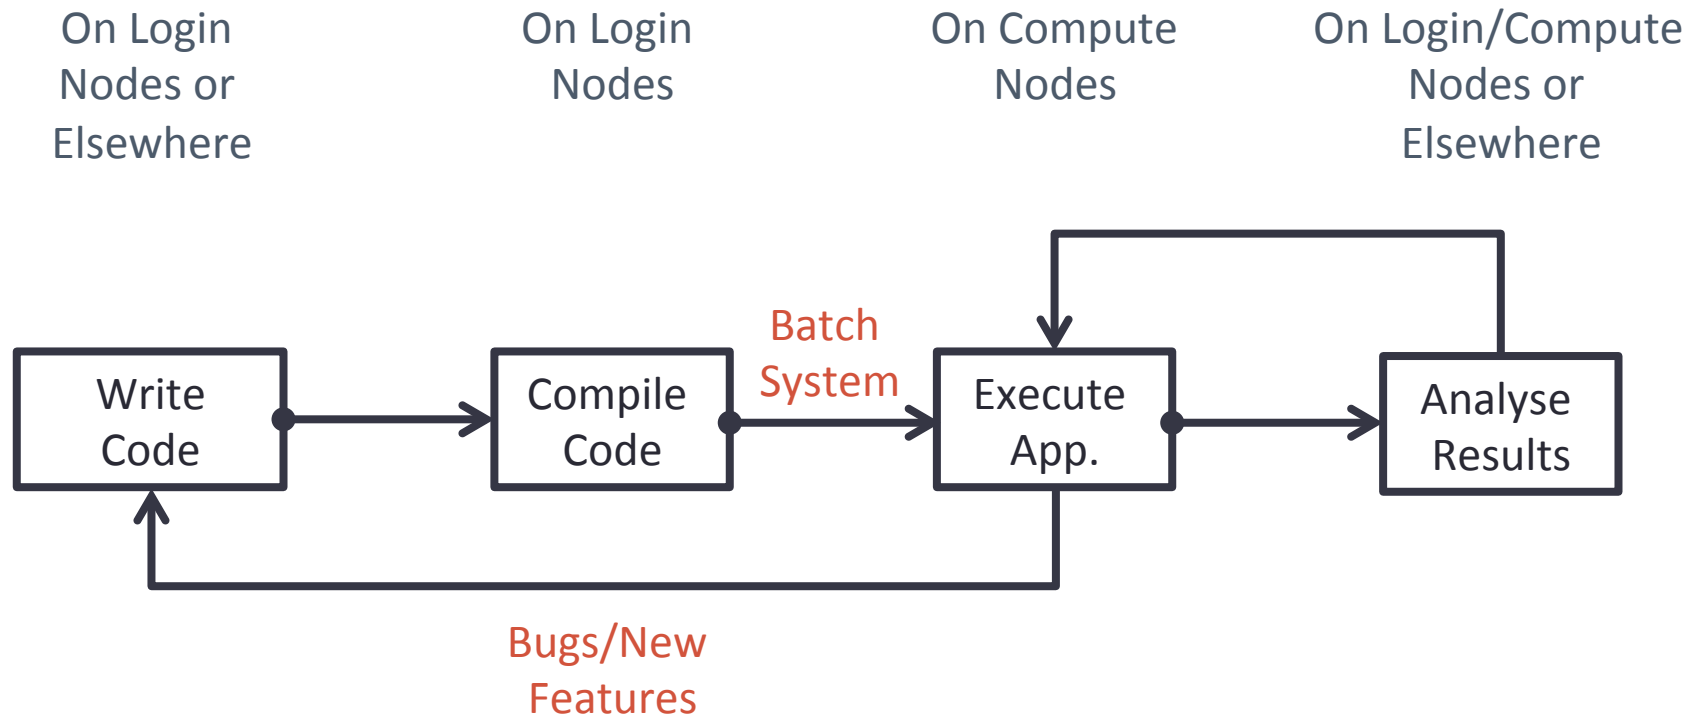 On Login
Nodes or
Elsewhere
On Login
Nodes
On Compute
Nodes
On Login/Compute
Nodes or
Elsewhere
Write
Code
Compile
Code
Batch
System
Execute
App.
Analyse
Results
Bugs/New
Features